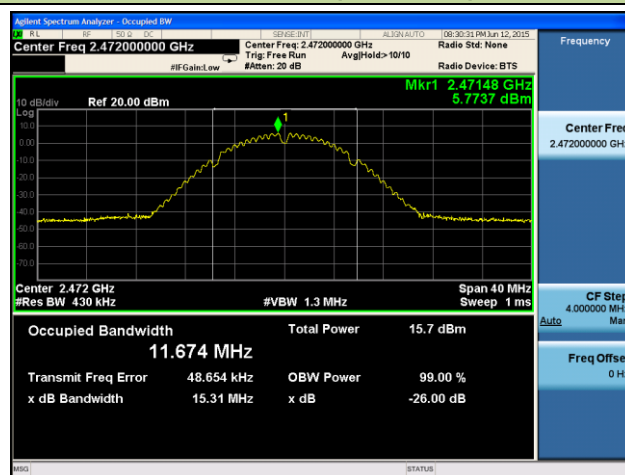 Agilent Spectrum Analyzer - Occupied BW
RL RF 50 Ω DC SENSE:INT ALIGN AUTO 08:30:31 PM Jun 12, 2015
Center Freq 2.472000000 GHz
Center Freq: 2.472000000 GHz
Radio Std: None
Trig: Free Run Avg|Hold:>10/10
#IFGain:Low #Atten: 20 dB Radio Device: BTS
Frequency
Mkr1 2.47148 GHz
5.7737 dBm
10 dB/div Ref 20.00 dBm
Log
1
10.0
0.00
-10.0
-20.0
-30.0
-40.0
-50.0
-60.0
-70.0
Center 2.472 GHz Span 40 MHz
#Res BW 430 kHz #VBW 1.3 MHz Sweep 1 ms
Center Freq
2.472000000 GH
CF Step
4.000000 MH
Auto Man
Freq Offse
0 H
Occupied Bandwidth Total Power 15.7 dBm
11.674 MHz
Transmit Freq Error 48.654 kHz OBW Power 99.00 %
x dB Bandwidth 15.31 MHz x dB -26.00 dB
MSG STATUS